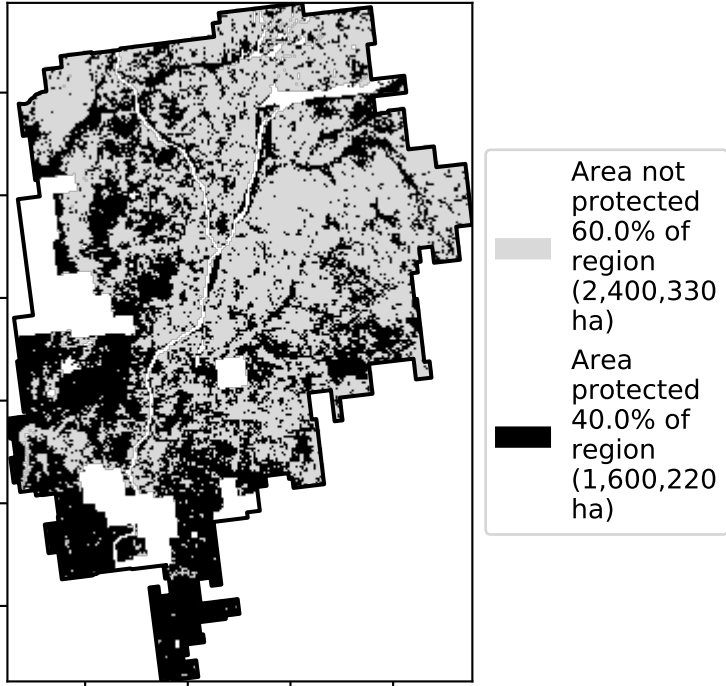 Area not
protected
60.0% of
region
(2,400,330
ha)
Area
protected
40.0% of
region
(1,600,220
ha)